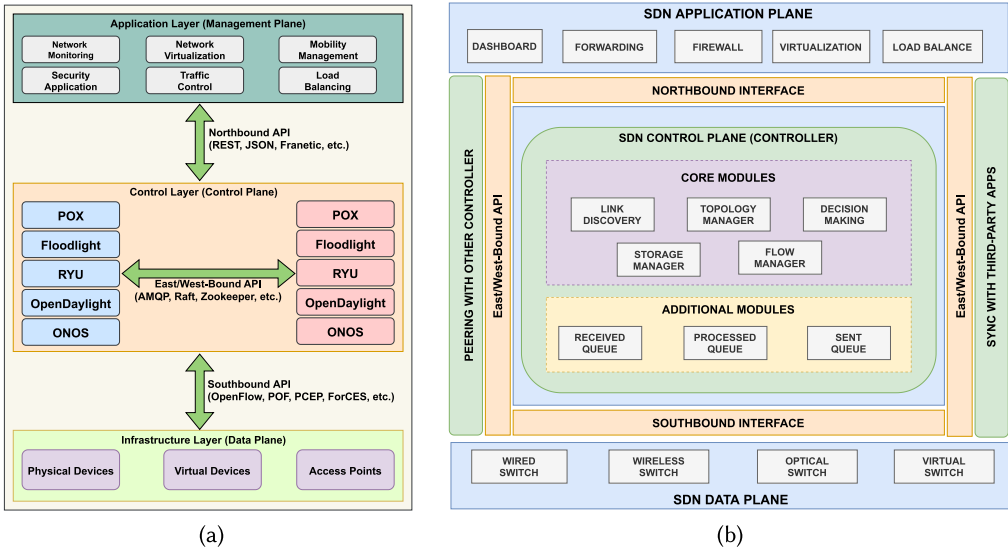 Application Layer (Management Plane)
Network
Monitoring
Network
Virtualization
Mobility
Management
Security
Application
Traffic
Control
Load
Balancing
Northbound API
(REST, JSON, Franetic, etc.)
Control Layer (Control Plane)
POX
Floodlight
RYU
OpenDaylight
ONOS
East/West-Bound API
(AMQP, Raft, Zookeeper, etc.)
POX
Floodlight
RYU
OpenDaylight
ONOS
Southbound API
(OpenFlow, POF, PCEP, ForCES, etc.)
Infrastructure Layer (Data Plane)
Physical Devices
Virtual Devices
Access Points
(a)
SDN APPLICATION PLANE
DASHBOARD
FORWARDING
FIREWALL
VIRTUALIZATION
LOAD BALANCE
PEERING WITH OTHER CONTROLLER
East/West-Bound API
NORTHBOUND INTERFACE
SDN CONTROL PLANE (CONTROLLER)
CORE MODULES
LINK
DISCOVERY
TOPOLOGY
MANAGER
DECISION
MAKING
STORAGE
MANAGER
FLOW
MANAGER
ADDITIONAL MODULES
RECEIVED
QUEUE
PROCESSED
QUEUE
SENT
QUEUE
SOUTHBOUND INTERFACE
East/West-Bound API
SYNC WITH THIRD-PARTY APPS
WIRED
SWITCH
WIRELESS
SWITCH
OPTICAL
SWITCH
VIRTUAL
SWITCH
SDN DATA PLANE
(b)